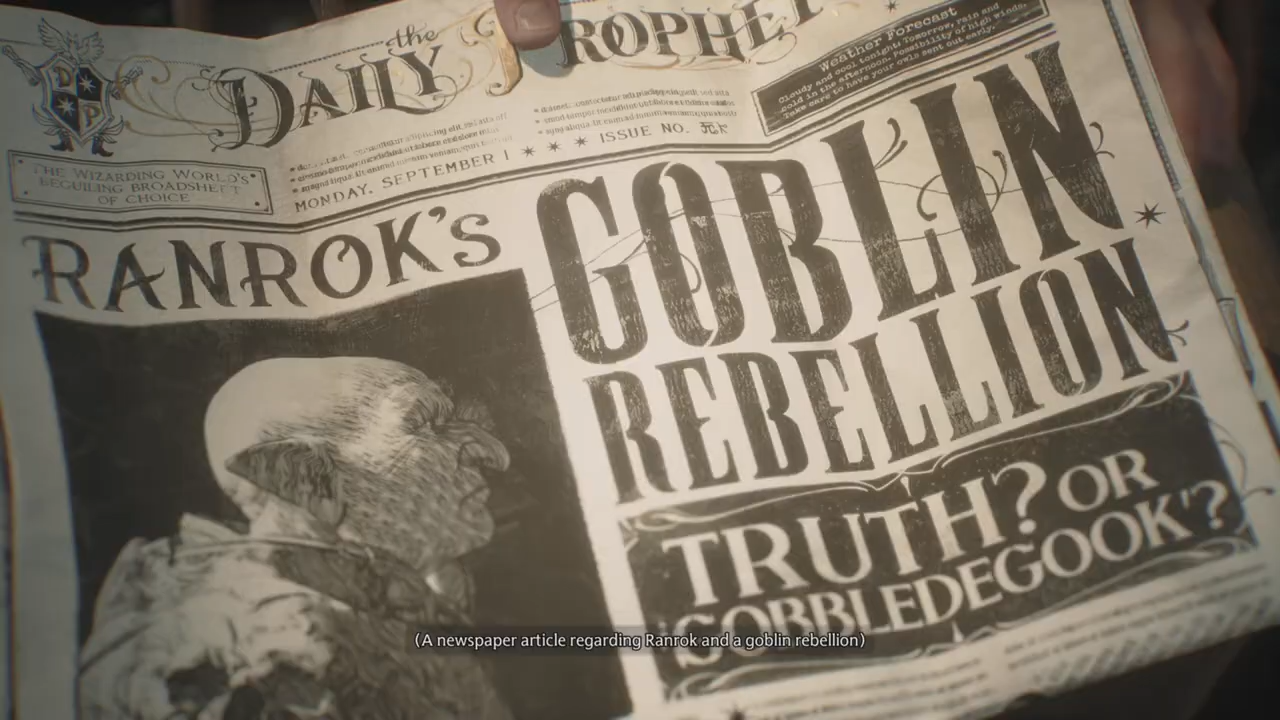 the
DAILY PROPHET
Weather Forecast
Cloudy and cool tonight. Tomorrow, rain and
cold in the afternoon. Possibility of high winds.
Take care to have your owls sent out early.
D P
THE WIZARDING WORLD'S
BEGUILING BROADSHEET
OF CHOICE
MONDAY, SEPTEMBER 1 ISSUE NO.
RANROK'S
GOBLIN
REBELLION
TRUTH? OR
'GOBBLEDEGOOK'?
(A newspaper article regarding Ranrok and a goblin rebellion)